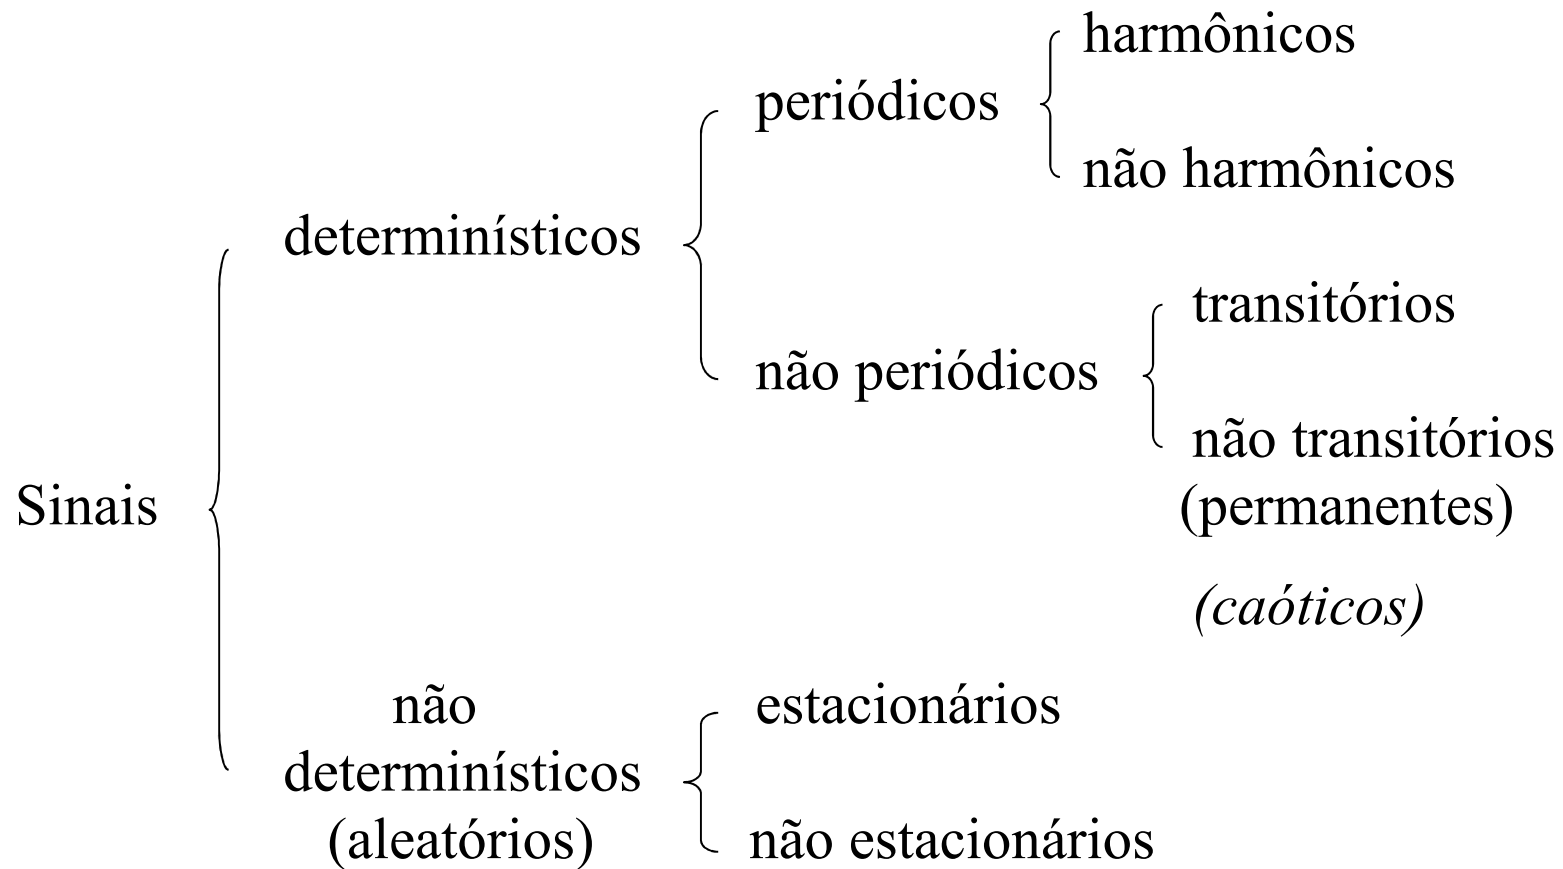 harmônicos
periódicos
não harmônicos
determinísticos
transitórios
não periódicos
não transitórios
(permanentes)
Sinais
(caóticos)
não
determinísticos
(aleatórios)
estacionários
não estacionários